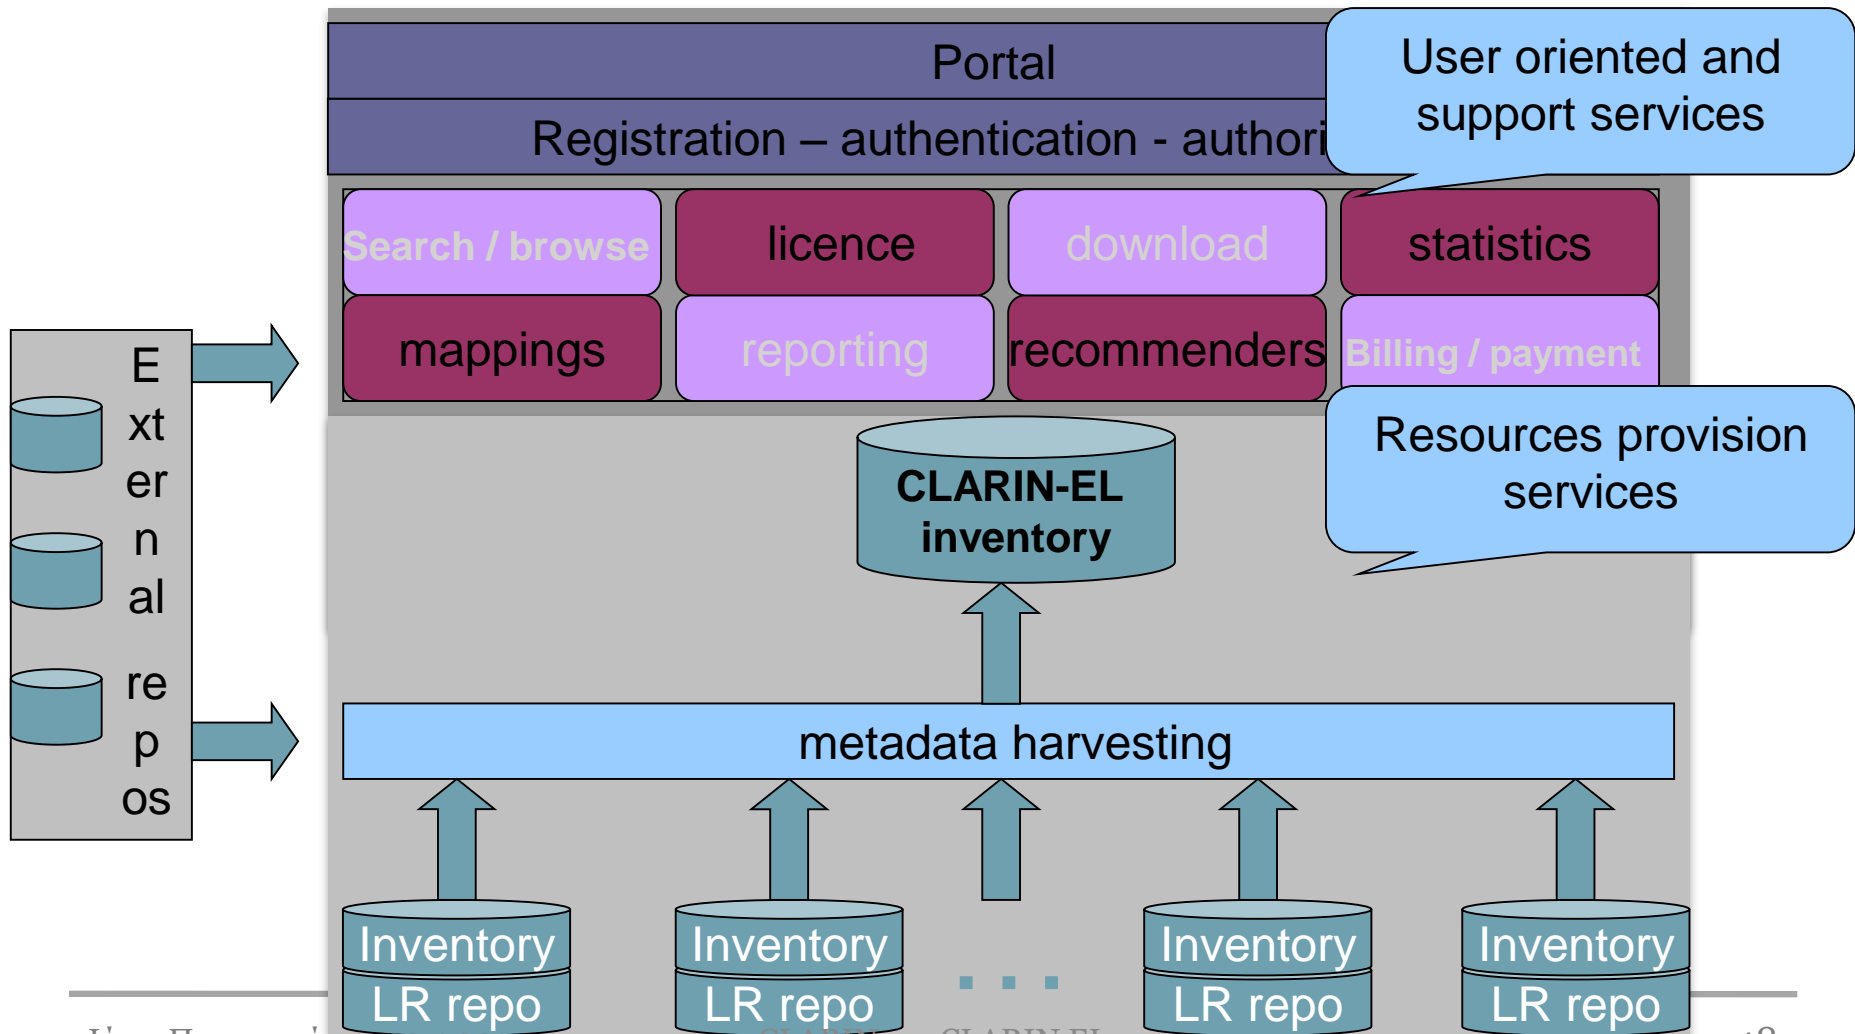 Portal
Registration – authentication - authori
User oriented and
support services
Search / browse
licence
download
statistics
mappings
reporting
recommenders
Billing / payment
E
xt
er
n
al
re
p
os
CLARIN-EL
inventory
Resources provision
services
metadata harvesting
Inventory
LR repo
Inventory
LR repo
...
Inventory
LR repo
Inventory
LR repo
CLARIN-EL